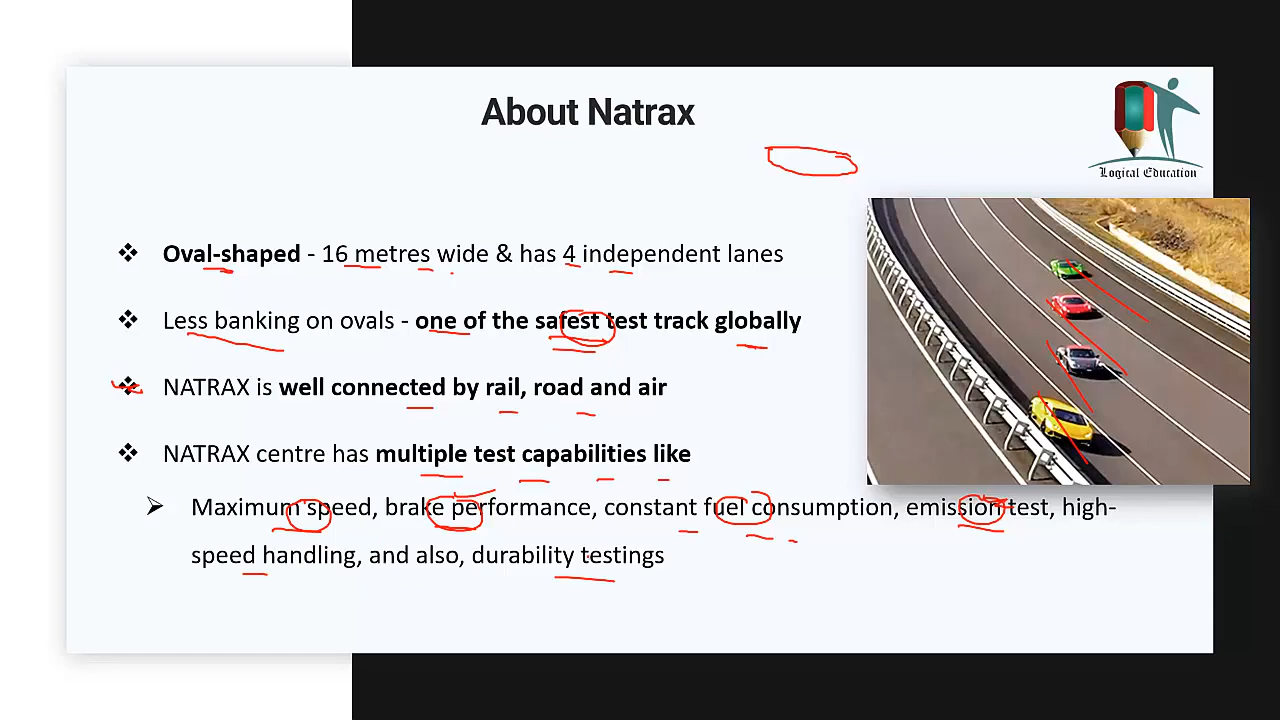 About Natrax
Logical Education
❖ Oval-shaped - 16 metres wide & has 4 independent lanes
❖ Less banking on ovals - one of the safest test track globally
❖ NATRAX is well connected by rail, road and air
❖ NATRAX centre has multiple test capabilities like
➢ Maximum speed, brake performance, constant fuel consumption, emission test, high-
speed handling, and also, durability testings